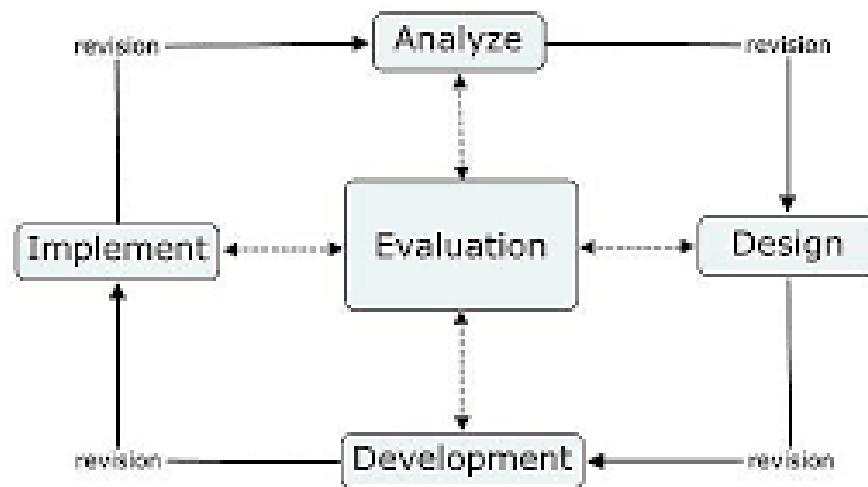 revision
Analyze
revision
Implement
Evaluation
Design
revision
Development
revision